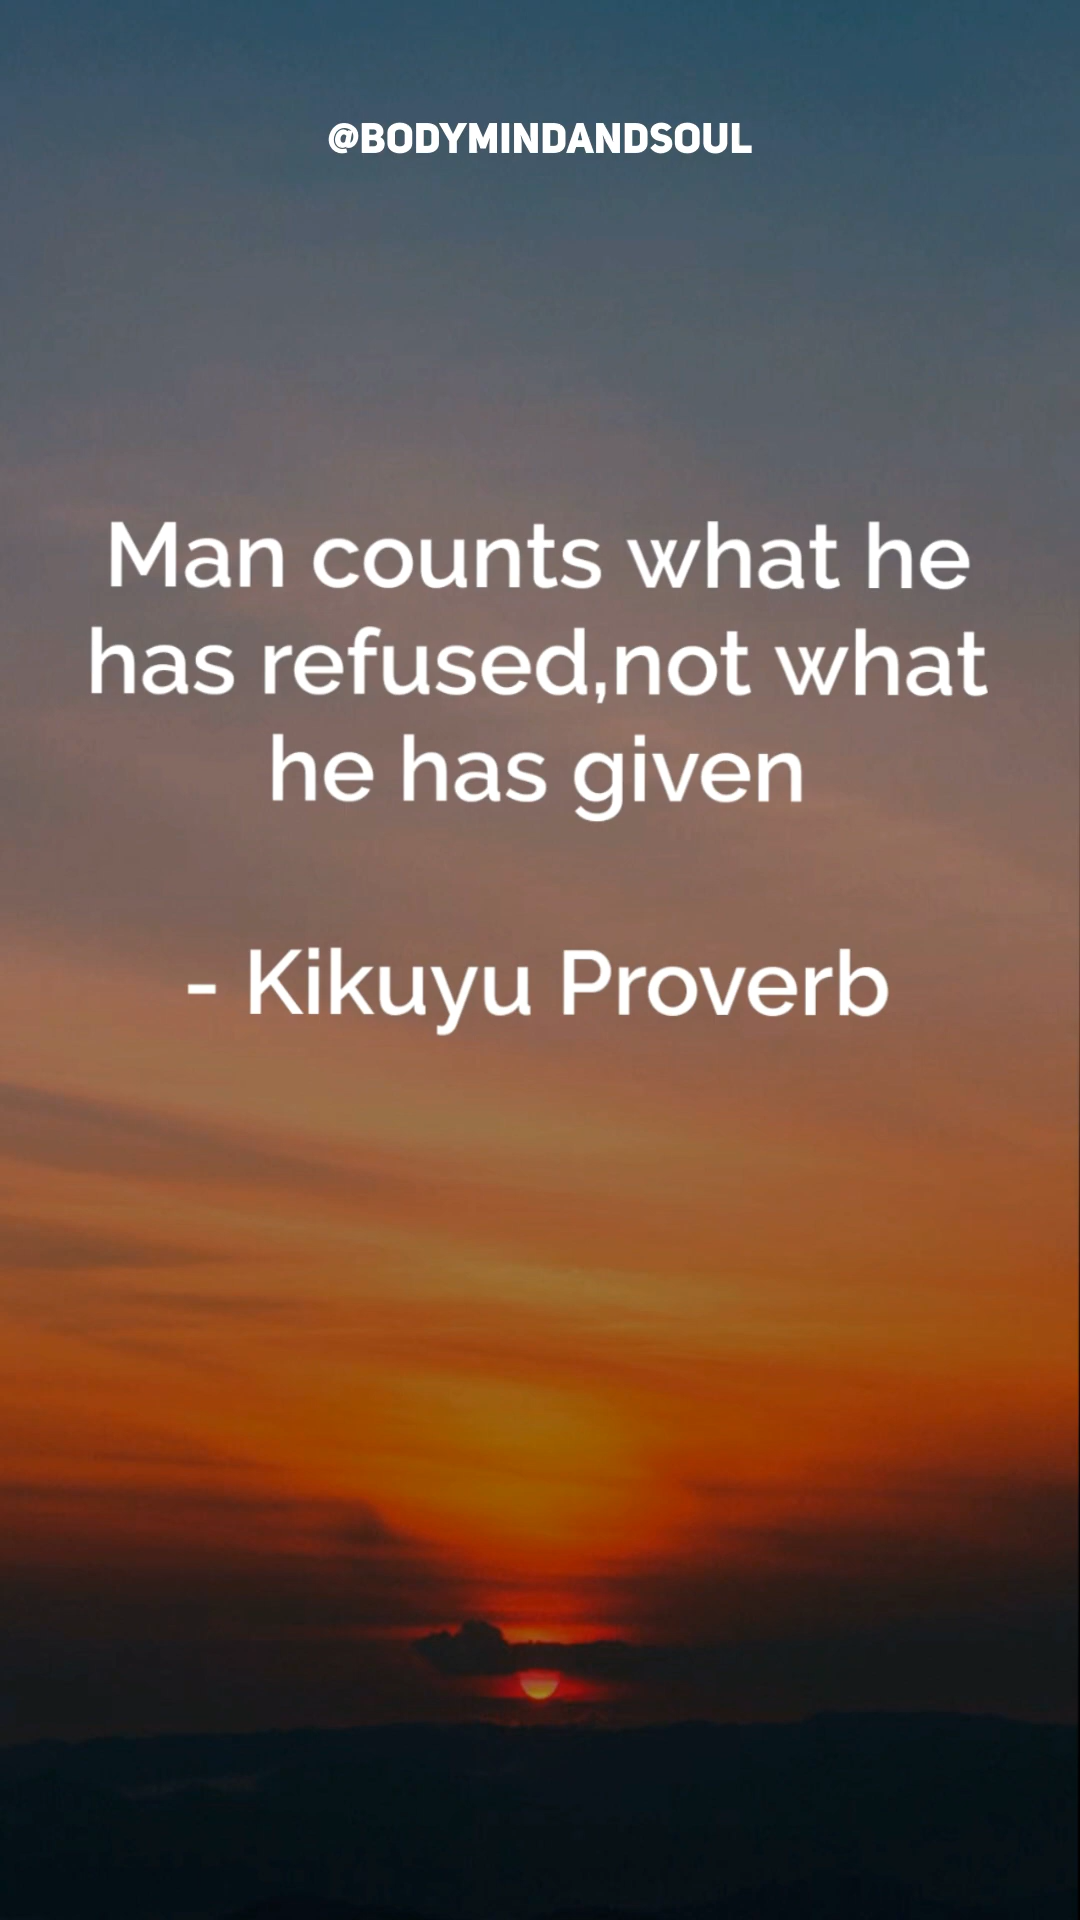 @BODYMINDANDSOUL
Man counts what he
has refused,not what
he has given
- Kikuyu Proverb